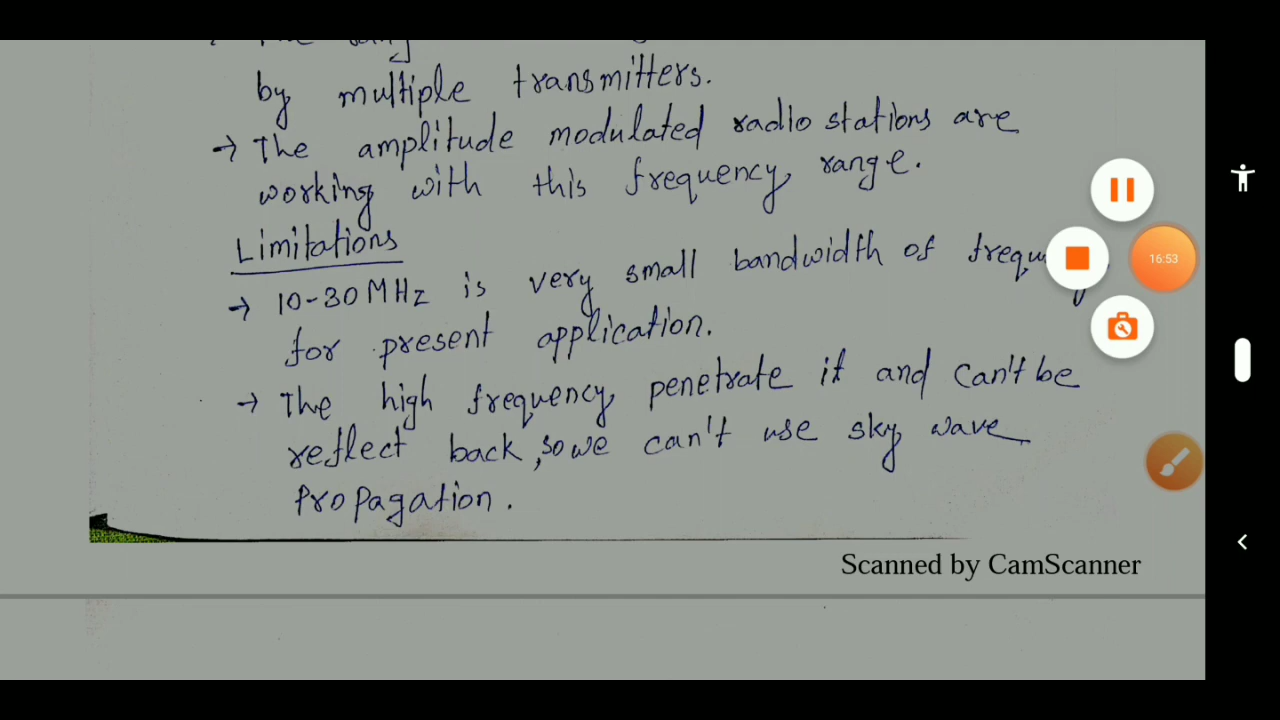 by multiple transmitters.
→ The amplitude modulated radio stations are
working with this frequency range.
Limitations
→ 10-30MHz is very small bandwidth of
for present application.
→ The high frequency penetrate it and can't be
reflect back, so we can't use sky wave
propagation.
Scanned by CamScanner
16:53